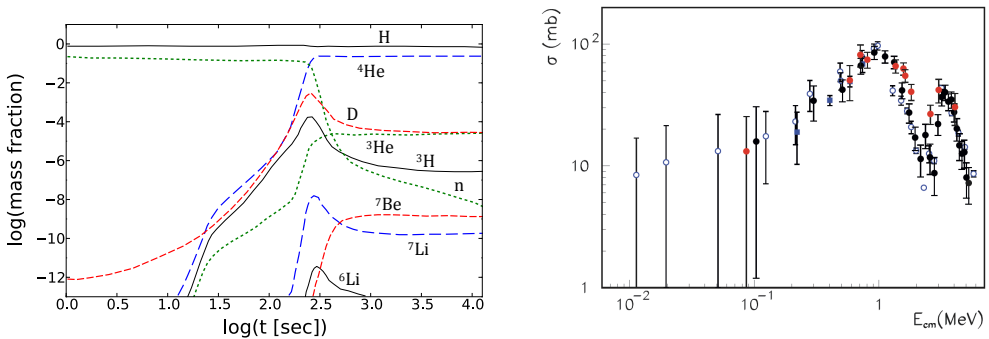 log(mass fraction)
0
−2
−4
−6
−8
−10
−12
H
⁴He
D
³He
³H
n
⁷Be
⁷Li
⁶Li
0.0 0.5 1.0 1.5 2.0 2.5 3.0 3.5 4.0
log(t [sec])
σ (mb)
10²
10
1
10⁻² 10⁻¹ 1 10
E_cm(MeV)